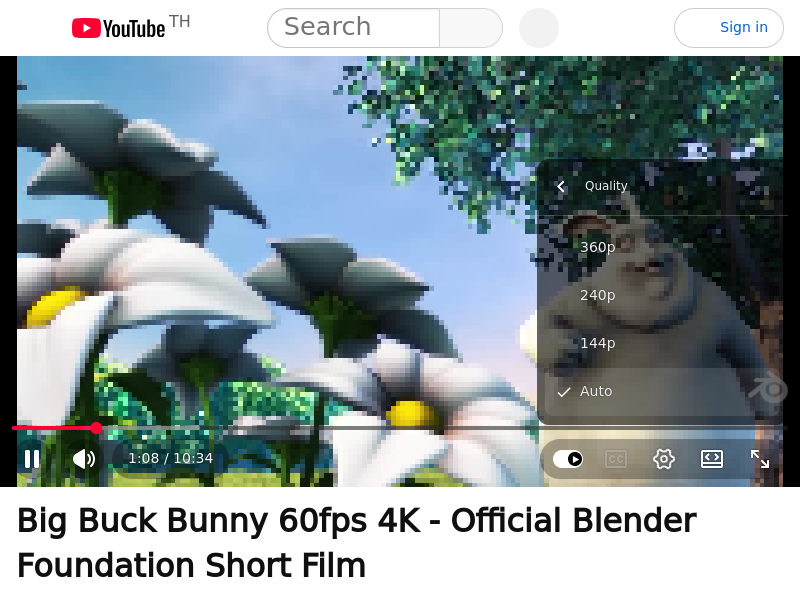 YouTube TH
Search
Sign in
Quality
360p
240p
144p
Auto
1:08 / 10:34
CC
Big Buck Bunny 60fps 4K - Official Blender
Foundation Short Film